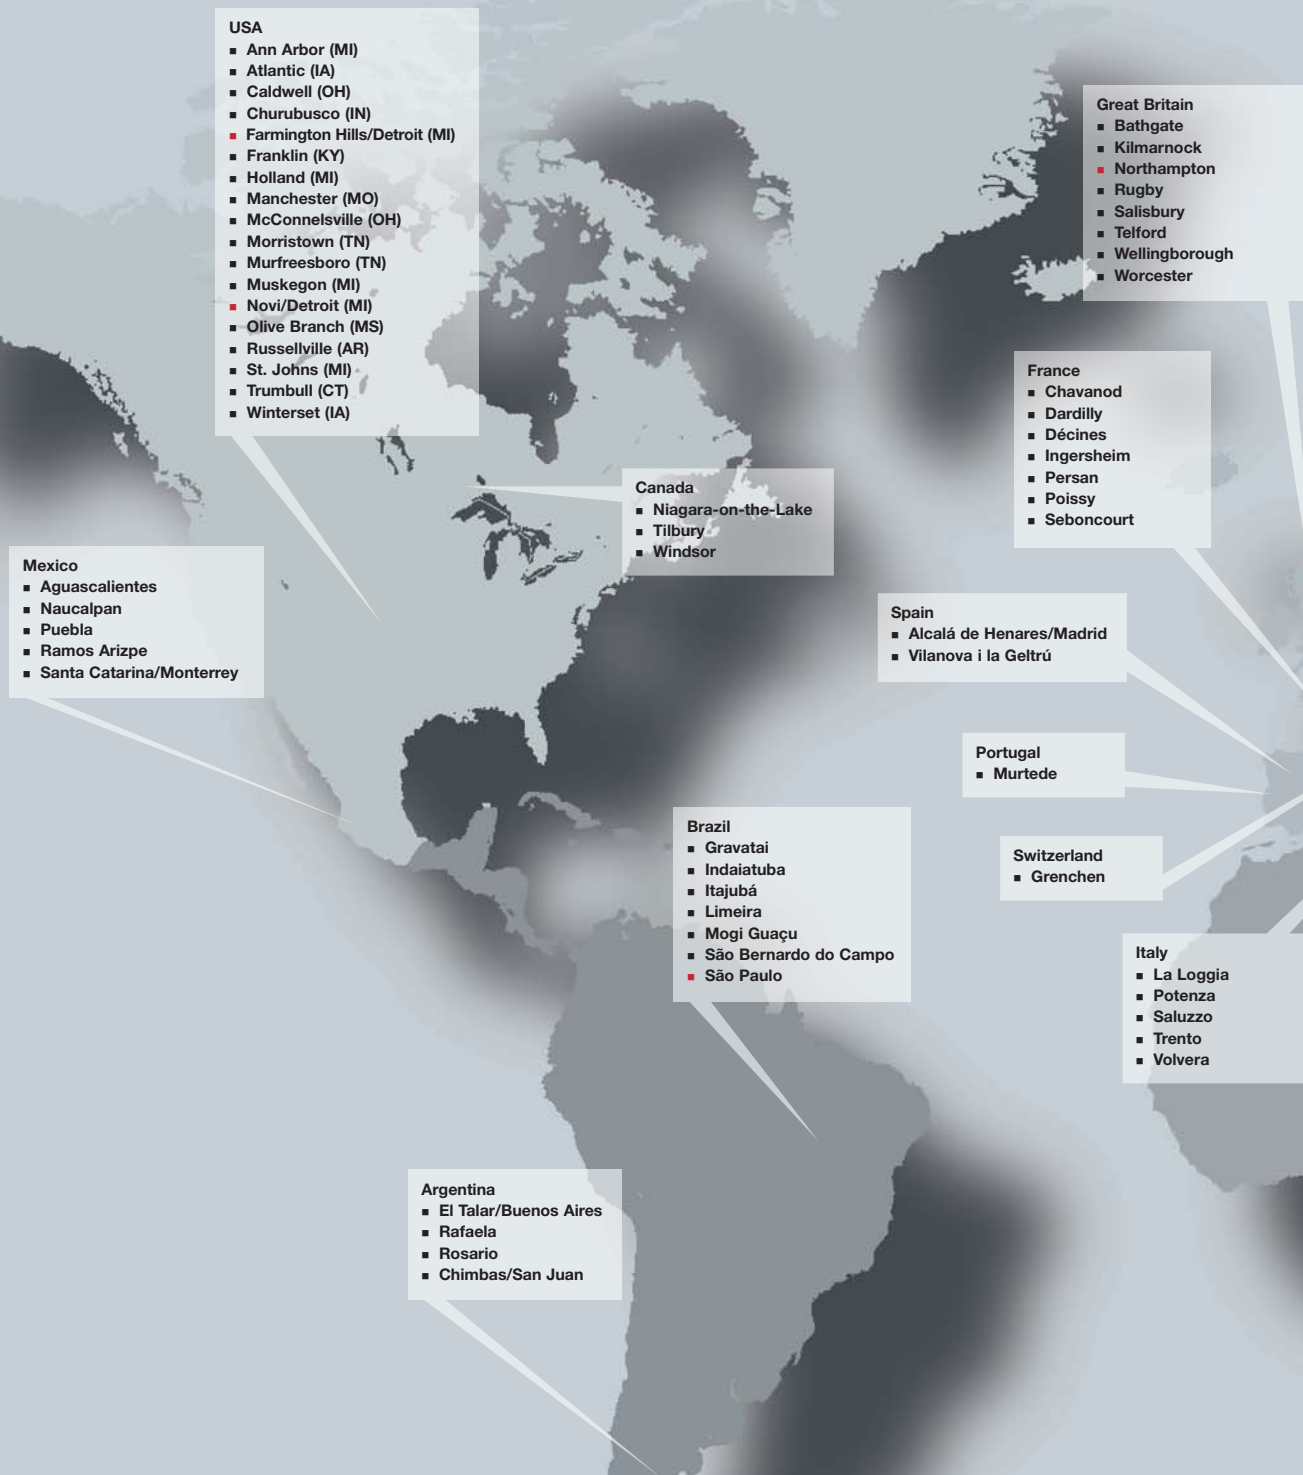 USA
▪ Ann Arbor (MI)
▪ Atlantic (IA)
▪ Caldwell (OH)
▪ Churubusco (IN)
▪ Farmington Hills/Detroit (MI)
▪ Franklin (KY)
▪ Holland (MI)
▪ Manchester (MO)
▪ McConnelsville (OH)
▪ Morristown (TN)
▪ Murfreesboro (TN)
▪ Muskegon (MI)
▪ Novi/Detroit (MI)
▪ Olive Branch (MS)
▪ Russellville (AR)
▪ St. Johns (MI)
▪ Trumbull (CT)
▪ Winterset (IA)
Great Britain
▪ Bathgate
▪ Kilmarnock
▪ Northampton
▪ Rugby
▪ Salisbury
▪ Telford
▪ Wellingborough
▪ Worcester
France
▪ Chavanod
▪ Dardilly
▪ Décines
▪ Ingersheim
▪ Persan
▪ Poissy
▪ Seboncourt
Canada
▪ Niagara-on-the-Lake
▪ Tilbury
▪ Windsor
Mexico
▪ Aguascalientes
▪ Naucalpan
▪ Puebla
▪ Ramos Arizpe
▪ Santa Catarina/Monterrey
Spain
▪ Alcalá de Henares/Madrid
▪ Vilanova i la Geltrú
Portugal
▪ Murtede
Brazil
▪ Gravatai
▪ Indaiatuba
▪ Itajubá
▪ Limeira
▪ Mogi Guaçu
▪ São Bernardo do Campo
▪ São Paulo
Switzerland
▪ Grenchen
Italy
▪ La Loggia
▪ Potenza
▪ Saluzzo
▪ Trento
▪ Volvera
Argentina
▪ El Talar/Buenos Aires
▪ Rafaela
▪ Rosario
▪ Chimbas/San Juan